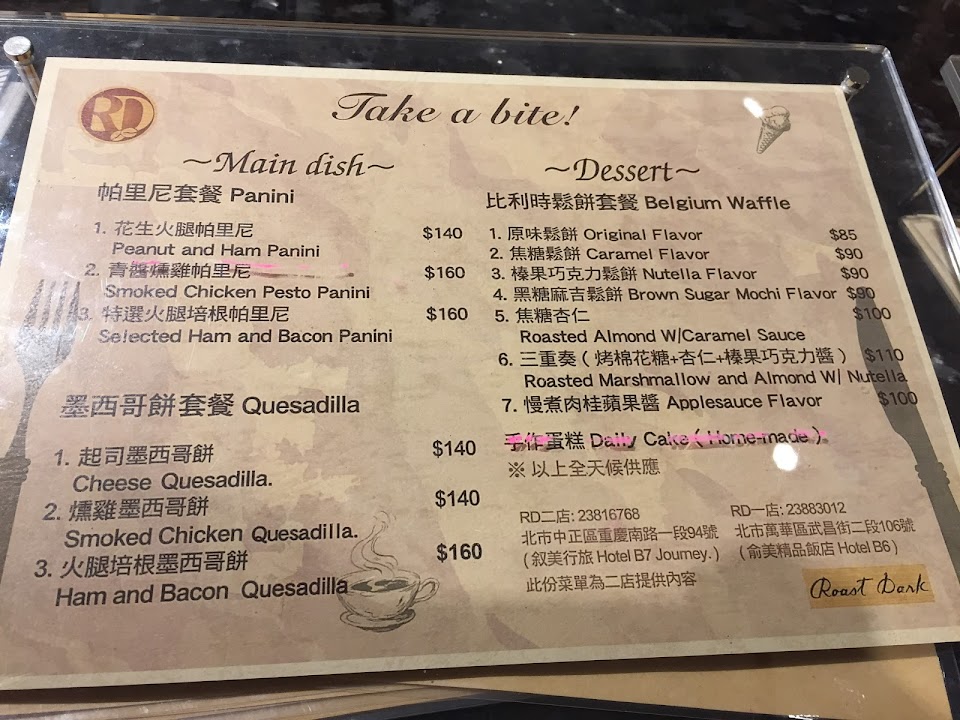 RD
Take a bite!
~Main dish~
帕里尼套餐 Panini
1. 花生火腿帕里尼 $140
Peanut and Ham Panini
2. 青醬燻雞帕里尼 $160
Smoked Chicken Pesto Panini
3. 特選火腿培根帕里尼 $160
Selected Ham and Bacon Panini
墨西哥餅套餐 Quesadilla
1. 起司墨西哥餅 $140
Cheese Quesadilla.
2. 燻雞墨西哥餅 $140
Smoked Chicken Quesadilla.
3. 火腿培根墨西哥餅 $160
Ham and Bacon Quesadilla
~Dessert~
比利時鬆餅套餐 Belgium Waffle
1. 原味鬆餅 Original Flavor $85
2. 焦糖鬆餅 Caramel Flavor $90
3. 榛果巧克力鬆餅 Nutella Flavor $90
4. 黑糖麻吉鬆餅 Brown Sugar Mochi Flavor $90
5. 焦糖杏仁 $100
Roasted Almond W/Caramel Sauce
6. 三重奏（烤棉花糖+杏仁+榛果巧克力醬） $110
Roasted Marshmallow and Almond W/ Nutella
7. 慢煮肉桂蘋果醬 Applesauce Flavor $100
手作蛋糕 Daily Cake ( Home-made )
※ 以上全天候供應
RD二店: 23816768
北市中正區重慶南路一段94號
( 叙美行旅 Hotel B7 Journey. )
此份菜單為二店提供內容
RD一店: 23883012
北市萬華區武昌街二段106號
( 俞美精品飯店 Hotel B6 )
Roast Dark